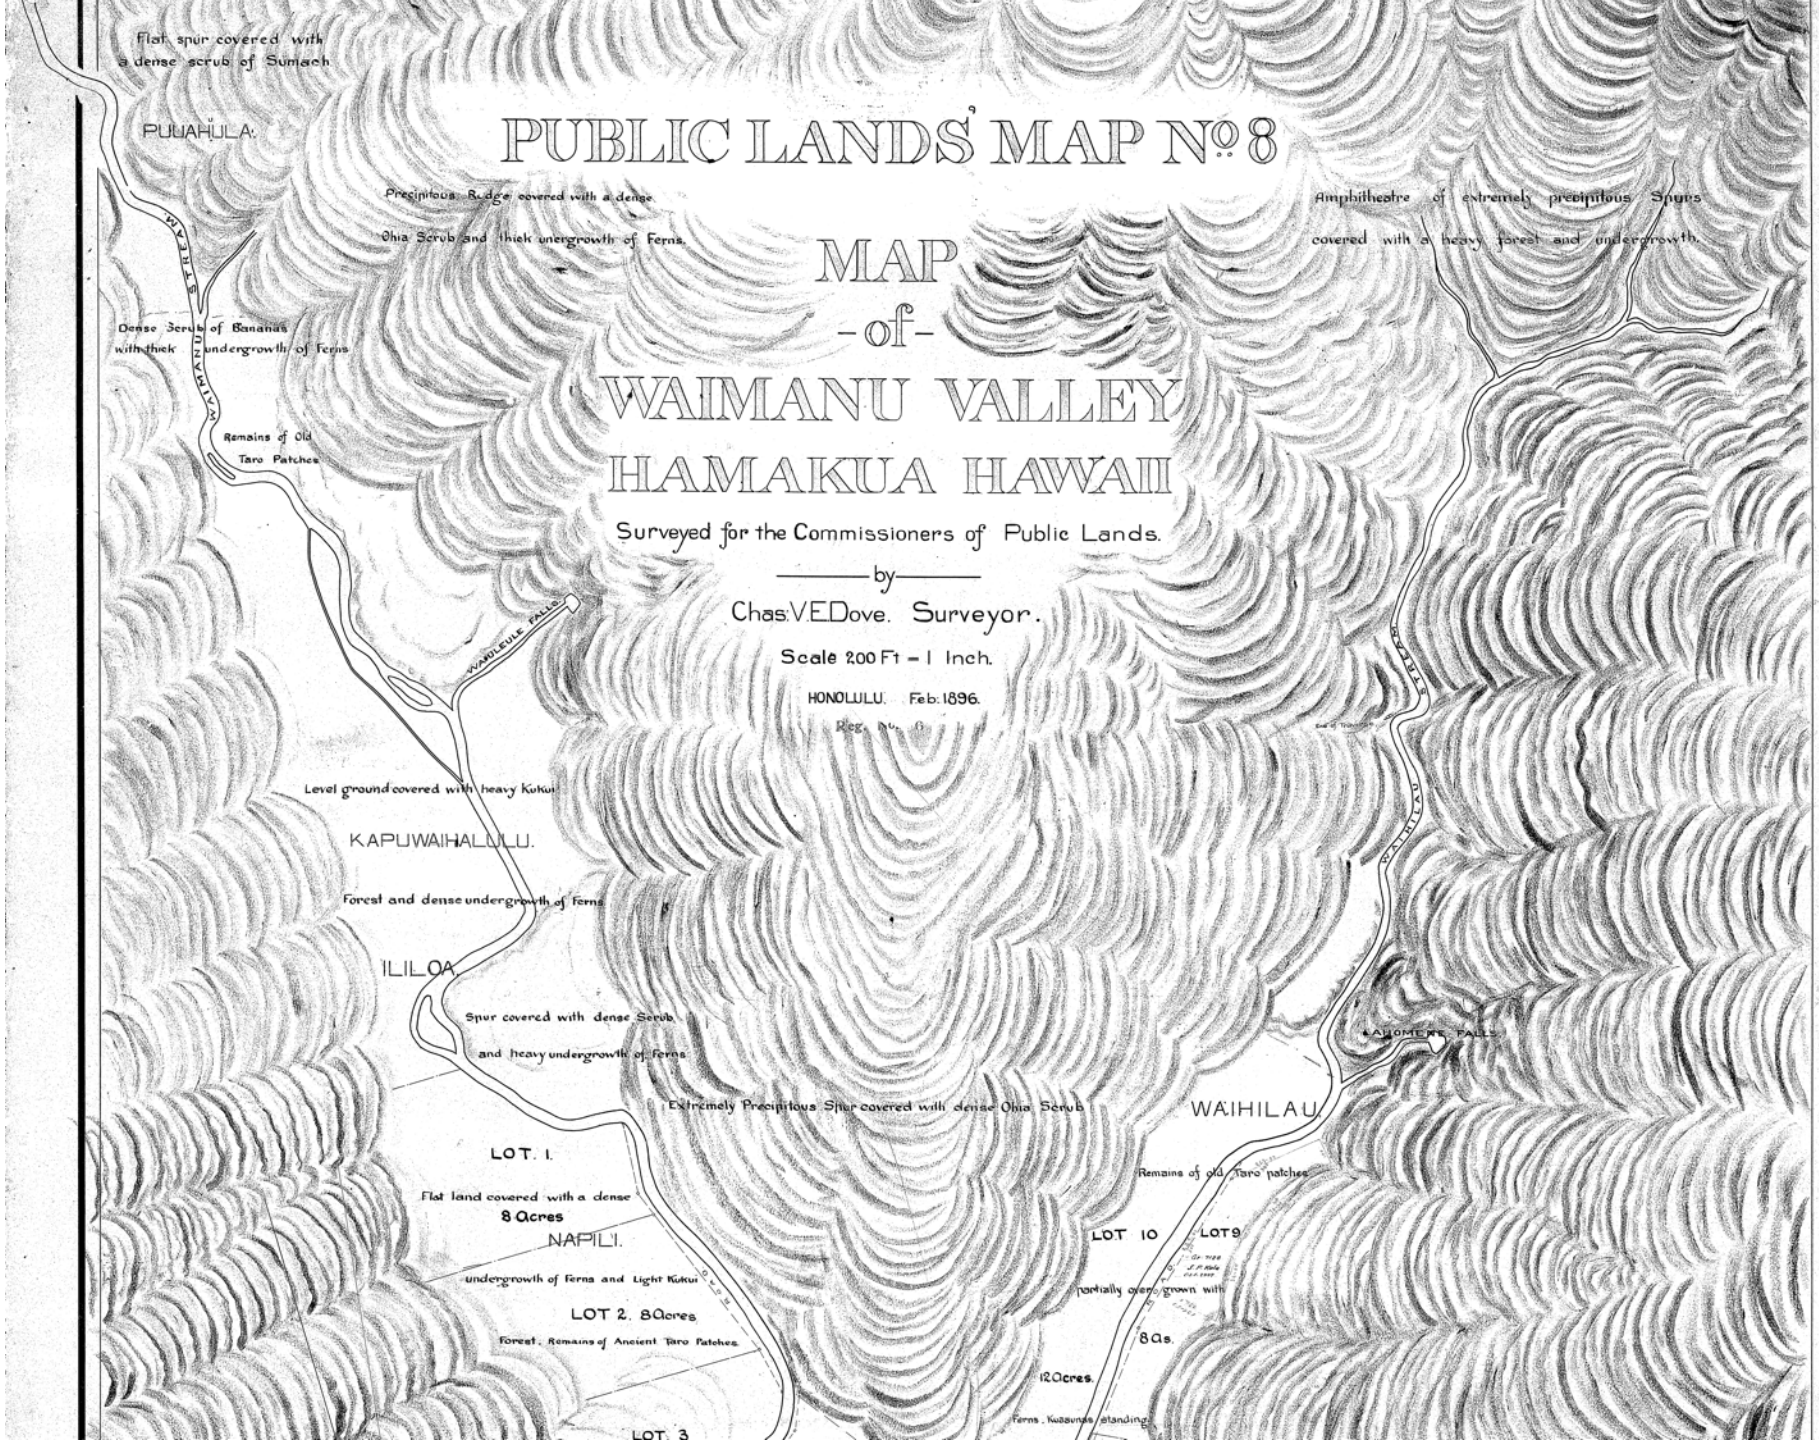 Flat spur covered with
a dense scrub of Sumach
PUUAHULA.
PUBLIC LANDS' MAP No. 8
Precipitous Rudge covered with a dense
Ohia Scrub and thick unergrowth of Ferns.
Amphitheatre of extremely precipitous Spurs
covered with a heavy forest and undergrowth.
MAP
-of-
WAIMANU VALLEY
HAMAKUA HAWAII
Surveyed for the Commissioners of Public Lands.
by
Chas: V.E. Dove. Surveyor.
Scale 200 Ft = 1 Inch.
HONOLULU. Feb: 1896.
Reg. No.
WAIMANU STREAM.
Dense Scrub of Bananas
with thick undergrowth of Ferns
Remains of Old
Taro Patches
FALLS.
WAIHILAU STREAM
Level ground covered with heavy Kukui
KAPUWAIHALULU.
Forest and dense undergrowth of Ferns
ILILOA.
Spur covered with dense Scrub
and heavy undergrowth of Ferns
FALLS
Extremely Precipitous Spur covered with dense Ohia Scrub
WAIHILAU.
LOT. 1.
Flat land covered with a dense
8 Acres
NAPILI.
undergrowth of Ferns and Light Kukui
ROAD
LOT 2. 8 Acres
Forest. Remains of Ancient Taro Patches.
LOT. 3
Remains of old Taro patches
LOT 10
LOT 9
Gr. 7128
partially over grown with
8 As.
12 Acres.
Ferns. standing